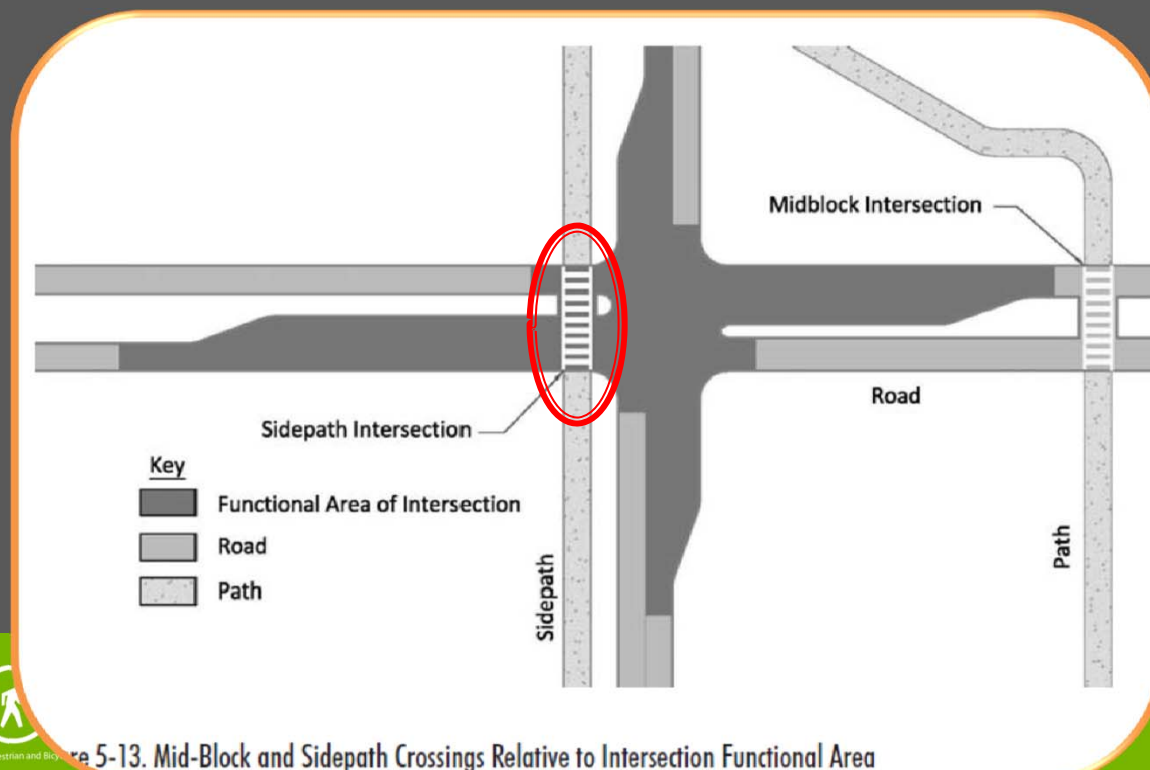 Midblock Intersection
Road
Sidepath Intersection
Key
Functional Area of Intersection
Road
Path
Sidepath
Path
5-13. Mid-Block and Sidepath Crossings Relative to Intersection Functional Area
and